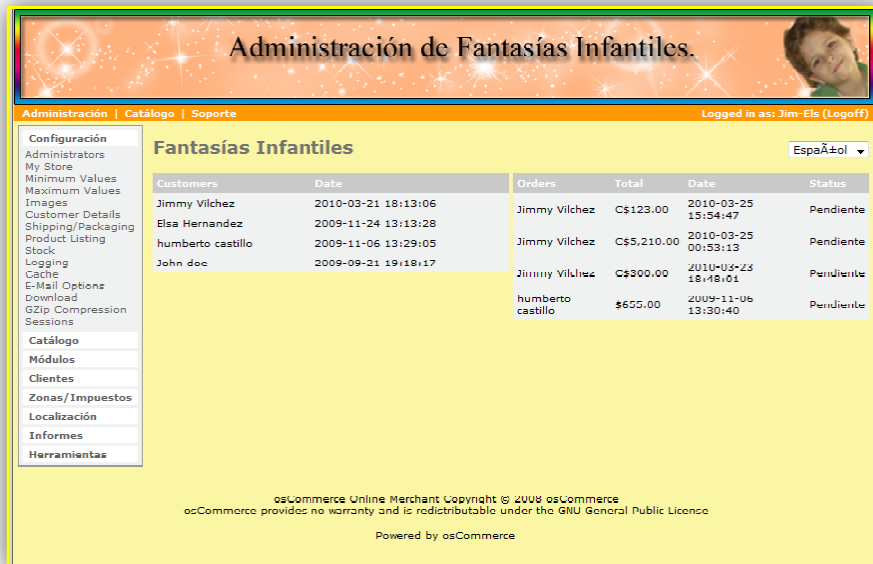 Administración de Fantasías Infantiles.
Administración | Catálogo | Soporte
Logged in as: Jim-Els (Logoff)
Configuración
Administrators
My Store
Minimum Values
Maximum Values
Images
Customer Details
Shipping/Packaging
Product Listing
Stock
Logging
Cache
E-Mail Options
Download
GZip Compression
Sessions
Catálogo
Módulos
Clientes
Zonas/Impuestos
Localización
Informes
Herramientas
Fantasías Infantiles
EspaÃ±ol
Customers Date
Jimmy Vilchez 2010-03-21 18:13:06
Elsa Hernandez 2009-11-24 13:13:28
humberto castillo 2009-11-06 13:29:05
John doe 2009-09-21 19:18:17
Orders Total Date Status
Jimmy Vilchez C$123.00 2010-03-25 15:54:47 Pendiente
Jimmy Vilchez C$5,210.00 2010-03-25 00:53:13 Pendiente
Jimmy Vilchez C$300.00 2010-03-23 18:48:01 Pendiente
humberto castillo $655.00 2009-11-06 13:30:40 Pendiente
osCommerce Online Merchant Copyright © 2008 osCommerce
osCommerce provides no warranty and is redistributable under the GNU General Public License
Powered by osCommerce